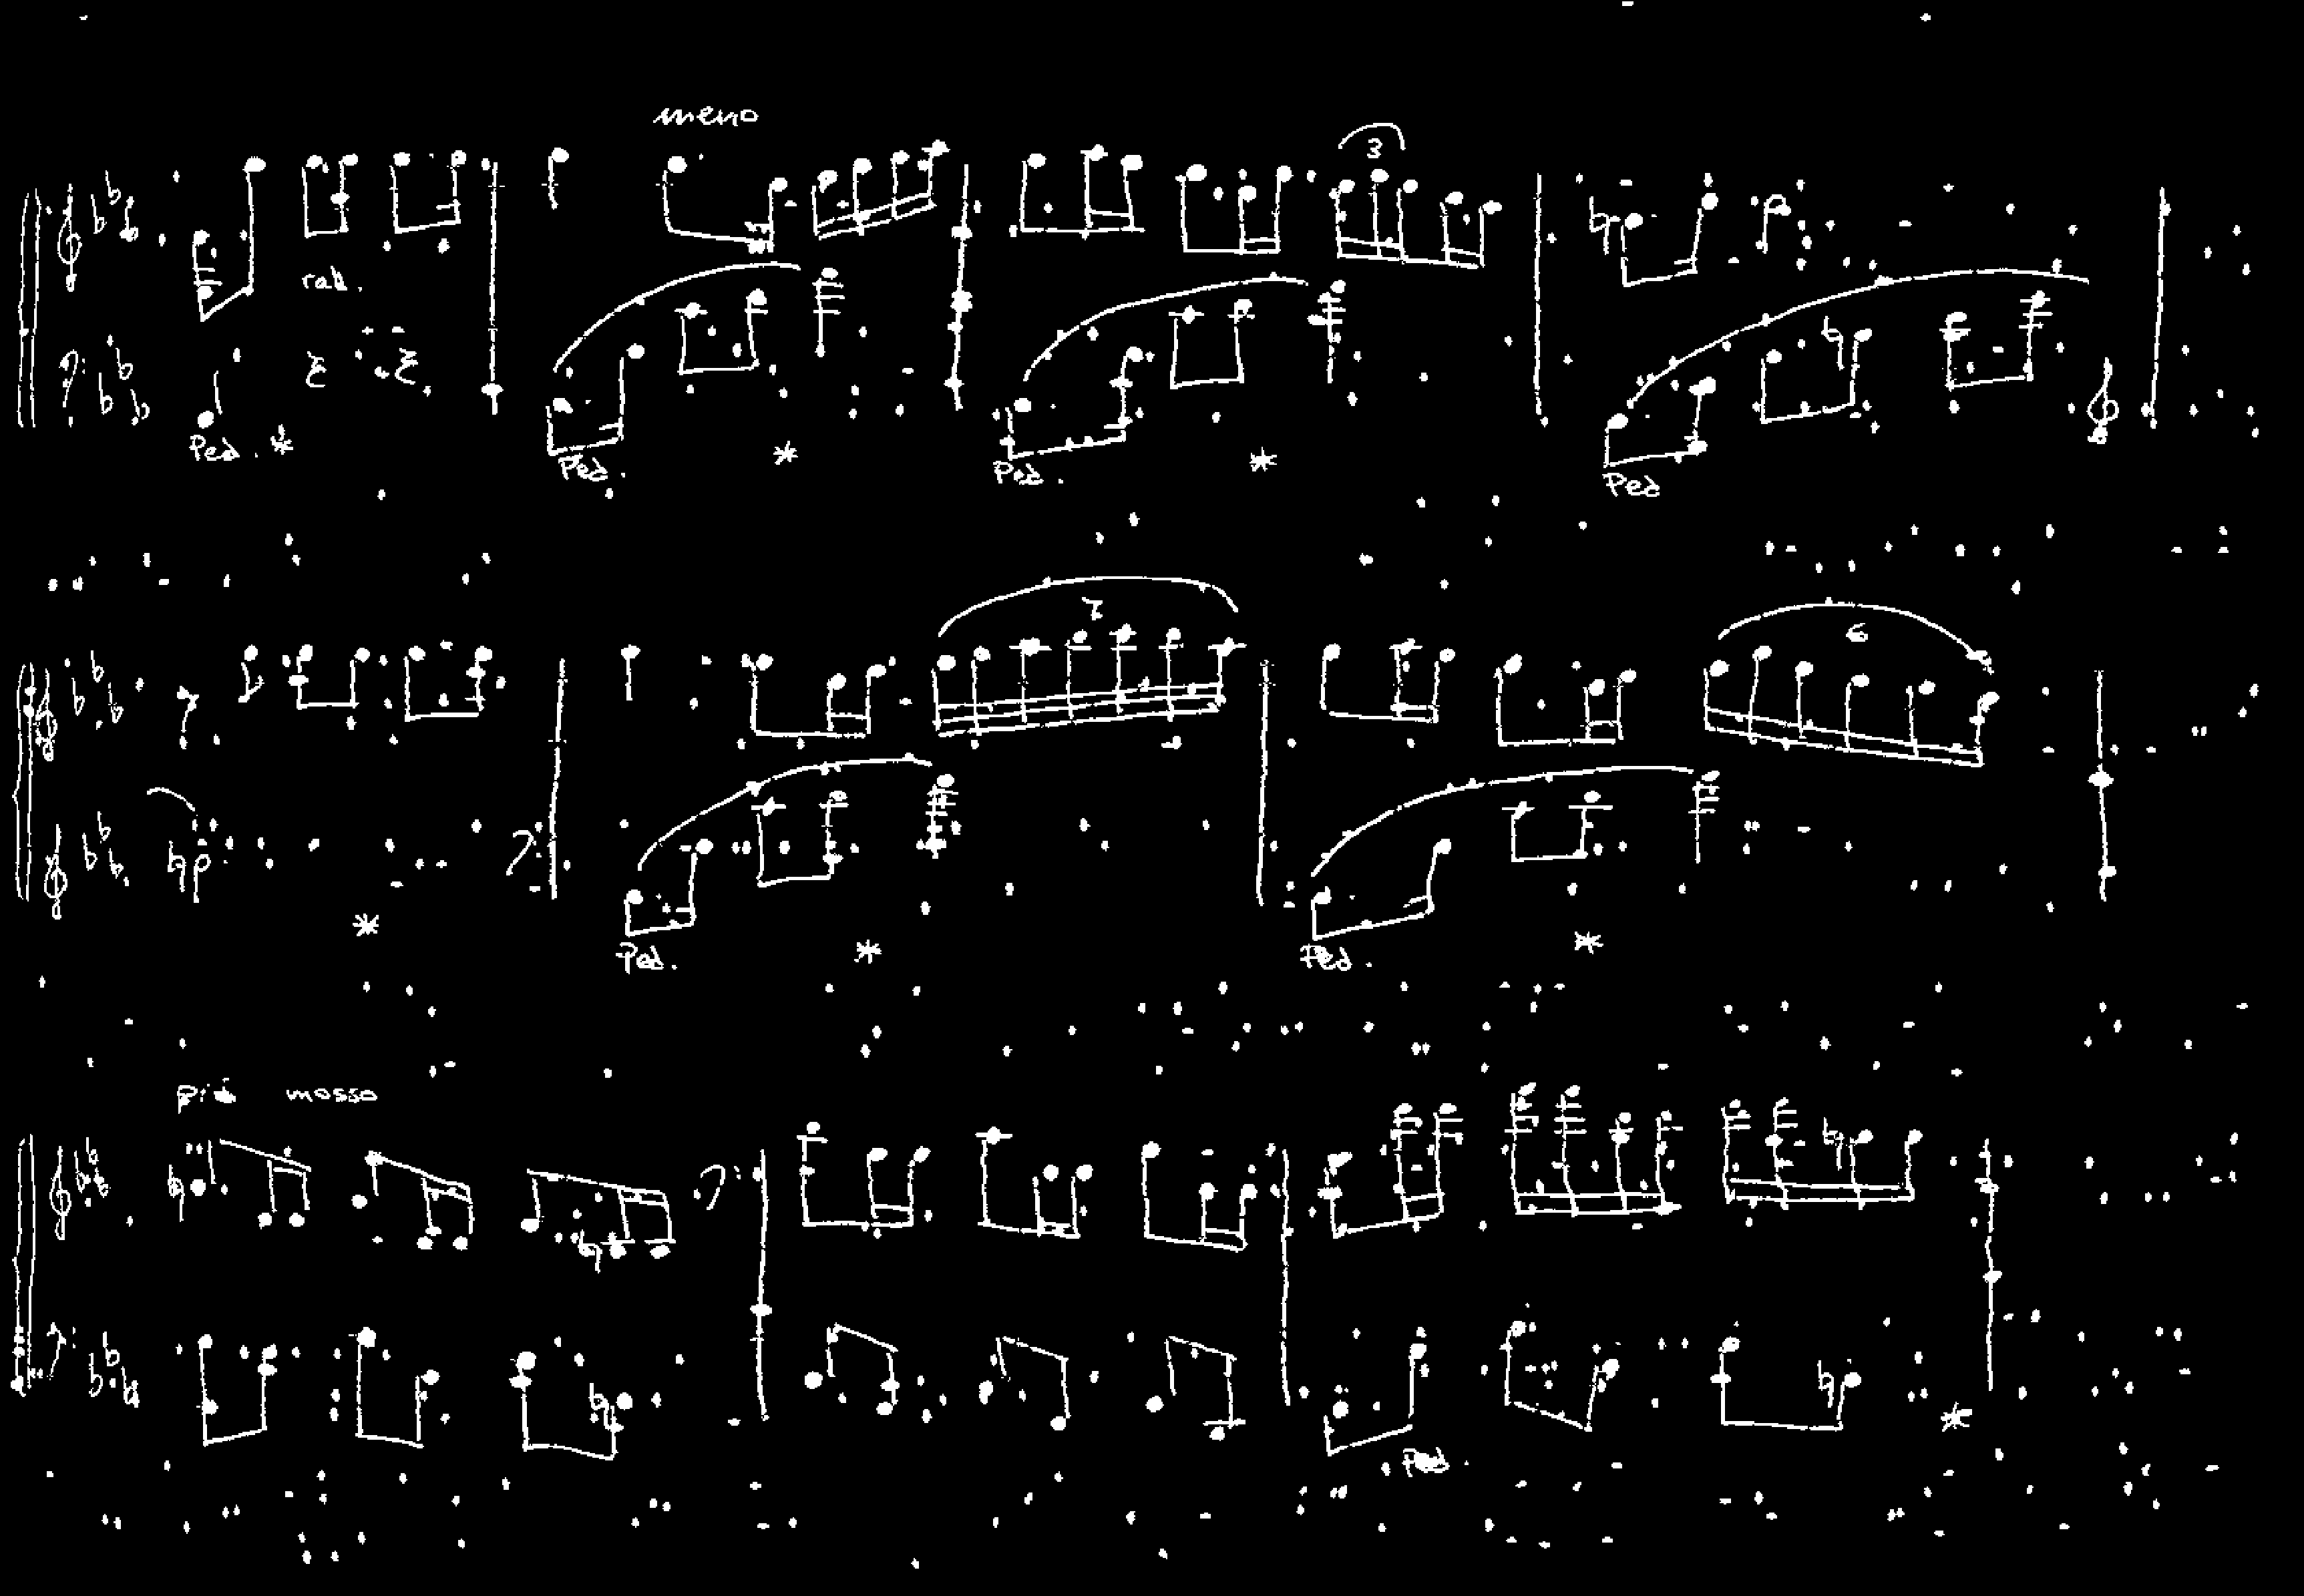 meno
3
rall.
Ped. *
Ped. *
Ped. *
Ped
7
6
*
Ped. *
Ped. *
più mosso
Ped. *